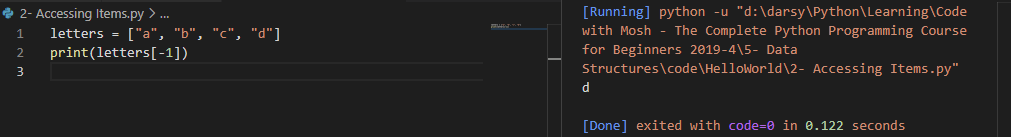 2- Accessing Items.py > ...
1 letters = ["a", "b", "c", "d"]
2 print(letters[-1])
3
[Running] python -u "d:\darsy\Python\Learning\Code
with Mosh - The Complete Python Programming Course
for Beginners 2019-4\5- Data
Structures\code\HelloWorld\2- Accessing Items.py"
d
[Done] exited with code=0 in 0.122 seconds